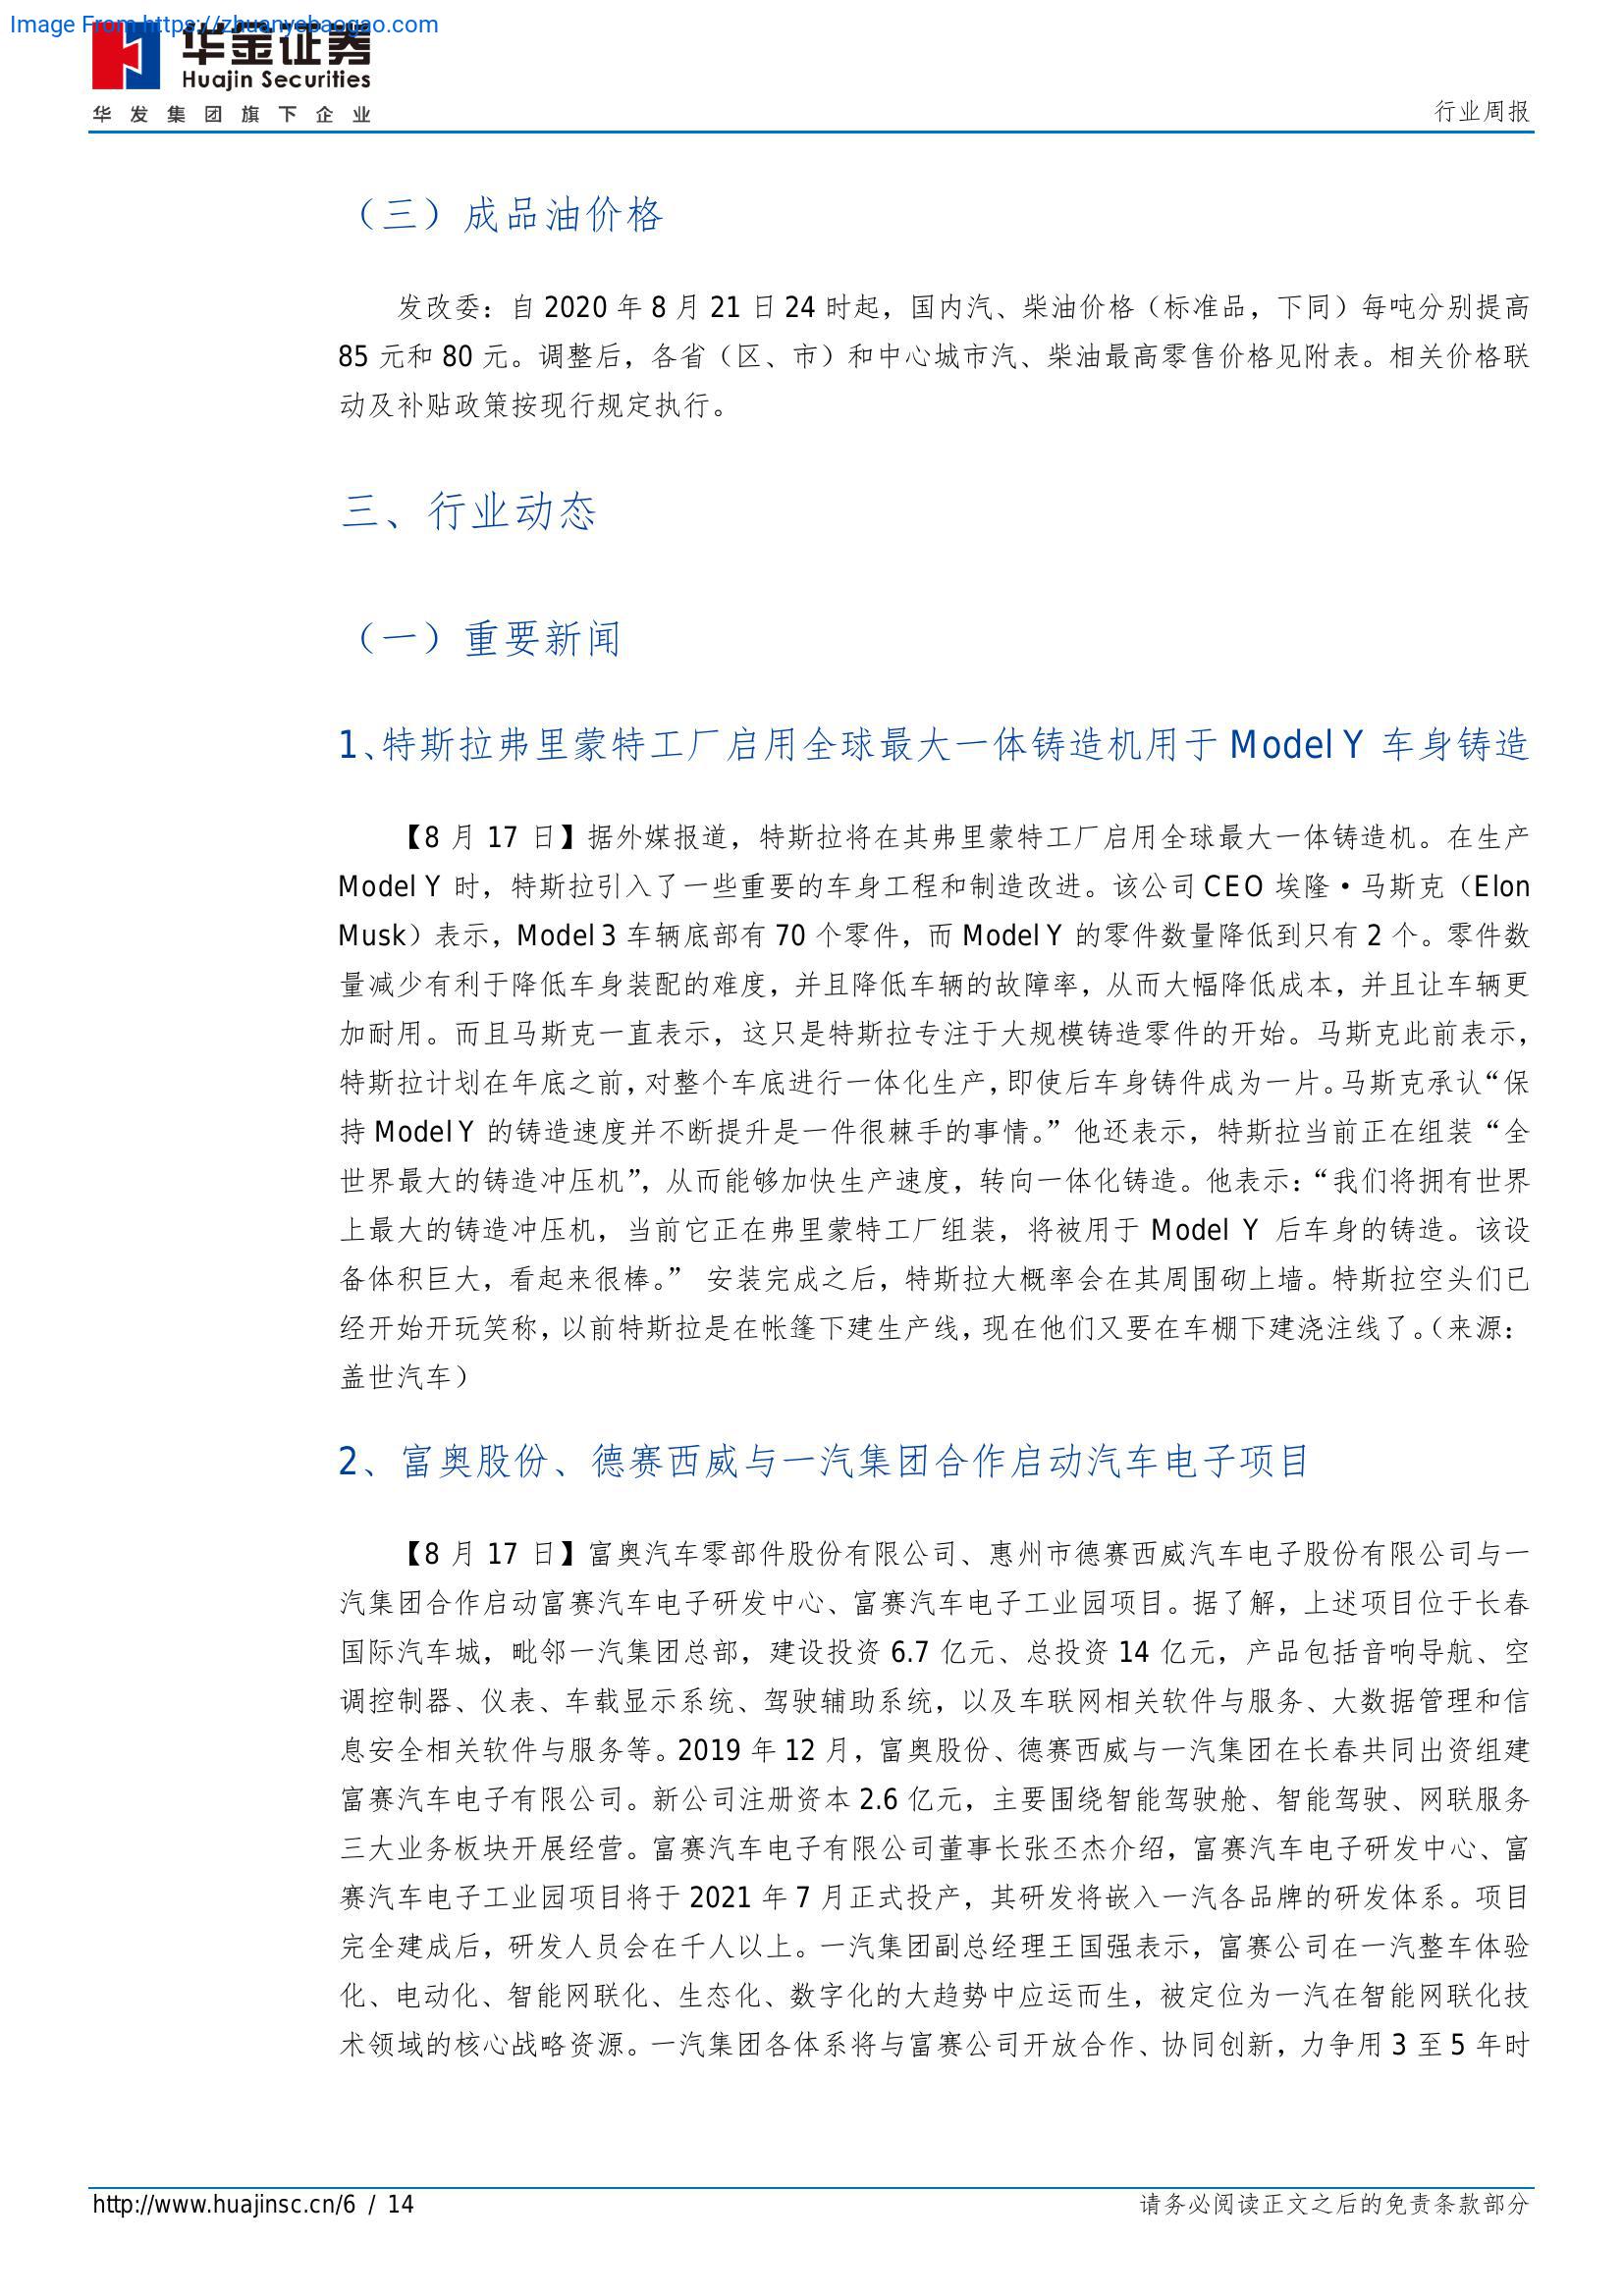 Image From https://zhuanyebaogao.com
华金证券
Huajin Securities
华发集团旗下企业
行业周报
（三）成品油价格
发改委：自 2020 年 8 月 21 日 24 时起，国内汽、柴油价格（标准品，下同）每吨分别提高
85 元和 80 元。调整后，各省（区、市）和中心城市汽、柴油最高零售价格见附表。相关价格联
动及补贴政策按现行规定执行。
三、行业动态
（一）重要新闻
1、特斯拉弗里蒙特工厂启用全球最大一体铸造机用于 Model Y 车身铸造
【8 月 17 日】据外媒报道，特斯拉将在其弗里蒙特工厂启用全球最大一体铸造机。在生产
Model Y 时，特斯拉引入了一些重要的车身工程和制造改进。该公司 CEO 埃隆·马斯克（Elon
Musk）表示，Model 3 车辆底部有 70 个零件，而 Model Y 的零件数量降低到只有 2 个。零件数
量减少有利于降低车身装配的难度，并且降低车辆的故障率，从而大幅降低成本，并且让车辆更
加耐用。而且马斯克一直表示，这只是特斯拉专注于大规模铸造零件的开始。马斯克此前表示，
特斯拉计划在年底之前，对整个车底进行一体化生产，即使后车身铸件成为一片。马斯克承认“保
持 Model Y 的铸造速度并不断提升是一件很棘手的事情。”他还表示，特斯拉当前正在组装“全
世界最大的铸造冲压机”，从而能够加快生产速度，转向一体化铸造。他表示：“我们将拥有世界
上最大的铸造冲压机，当前它正在弗里蒙特工厂组装，将被用于 Model Y 后车身的铸造。该设
备体积巨大，看起来很棒。” 安装完成之后，特斯拉大概率会在其周围砌上墙。特斯拉空头们已
经开始开玩笑称，以前特斯拉是在帐篷下建生产线，现在他们又要在车棚下建浇注线了。（来源：
盖世汽车）
2、富奥股份、德赛西威与一汽集团合作启动汽车电子项目
【8 月 17 日】富奥汽车零部件股份有限公司、惠州市德赛西威汽车电子股份有限公司与一
汽集团合作启动富赛汽车电子研发中心、富赛汽车电子工业园项目。据了解，上述项目位于长春
国际汽车城，毗邻一汽集团总部，建设投资 6.7 亿元、总投资 14 亿元，产品包括音响导航、空
调控制器、仪表、车载显示系统、驾驶辅助系统，以及车联网相关软件与服务、大数据管理和信
息安全相关软件与服务等。2019 年 12 月，富奥股份、德赛西威与一汽集团在长春共同出资组建
富赛汽车电子有限公司。新公司注册资本 2.6 亿元，主要围绕智能驾驶舱、智能驾驶、网联服务
三大业务板块开展经营。富赛汽车电子有限公司董事长张丕杰介绍，富赛汽车电子研发中心、富
赛汽车电子工业园项目将于 2021 年 7 月正式投产，其研发将嵌入一汽各品牌的研发体系。项目
完全建成后，研发人员会在千人以上。一汽集团副总经理王国强表示，富赛公司在一汽整车体验
化、电动化、智能网联化、生态化、数字化的大趋势中应运而生，被定位为一汽在智能网联化技
术领域的核心战略资源。一汽集团各体系将与富赛公司开放合作、协同创新，力争用 3 至 5 年时
http://www.huajinsc.cn/6 / 14
请务必阅读正文之后的免责条款部分